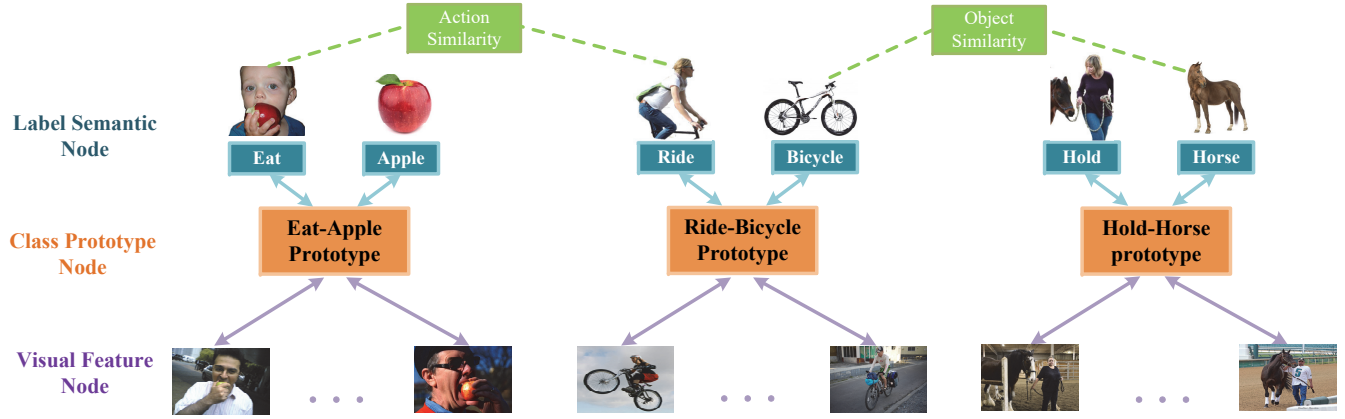 Action
Similarity
Object
Similarity
Label Semantic
Node
Eat
Apple
Ride
Bicycle
Hold
Horse
Class Prototype
Node
Eat-Apple
Prototype
Ride-Bicycle
Prototype
Hold-Horse
prototype
Visual Feature
Node